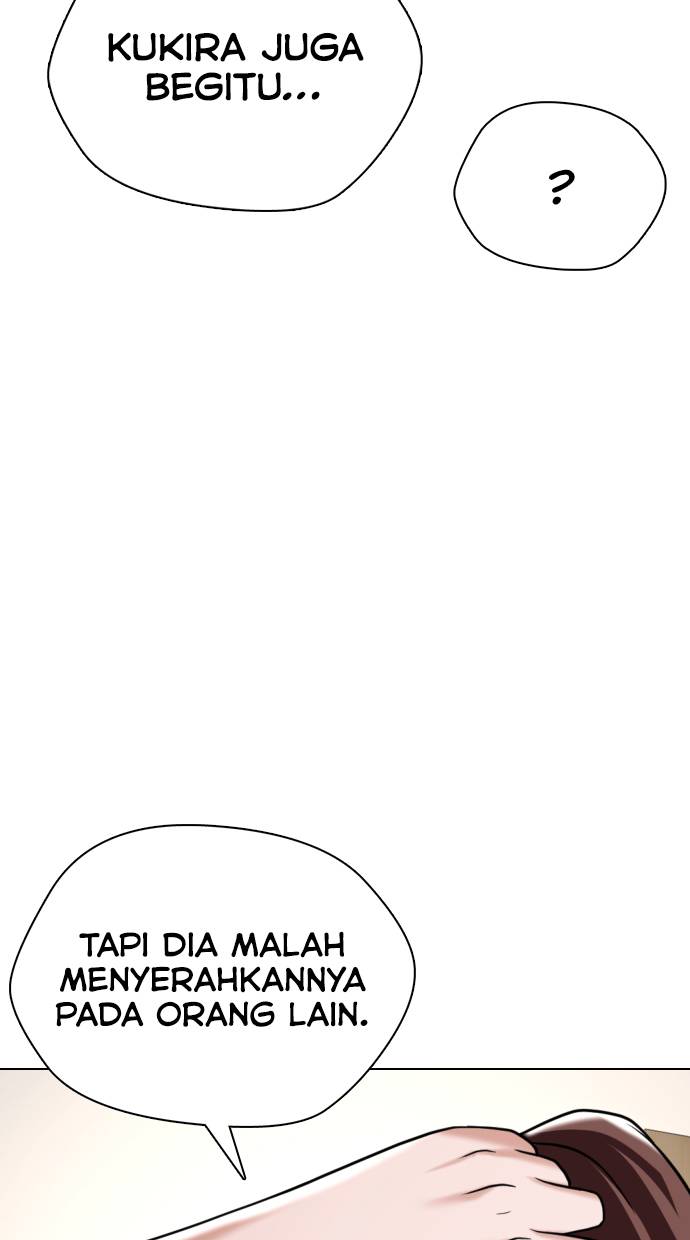 KUKIRA JUGA
BEGITU...
?
TAPI DIA MALAH
MENYERAHKANNYA
PADA ORANG LAIN.